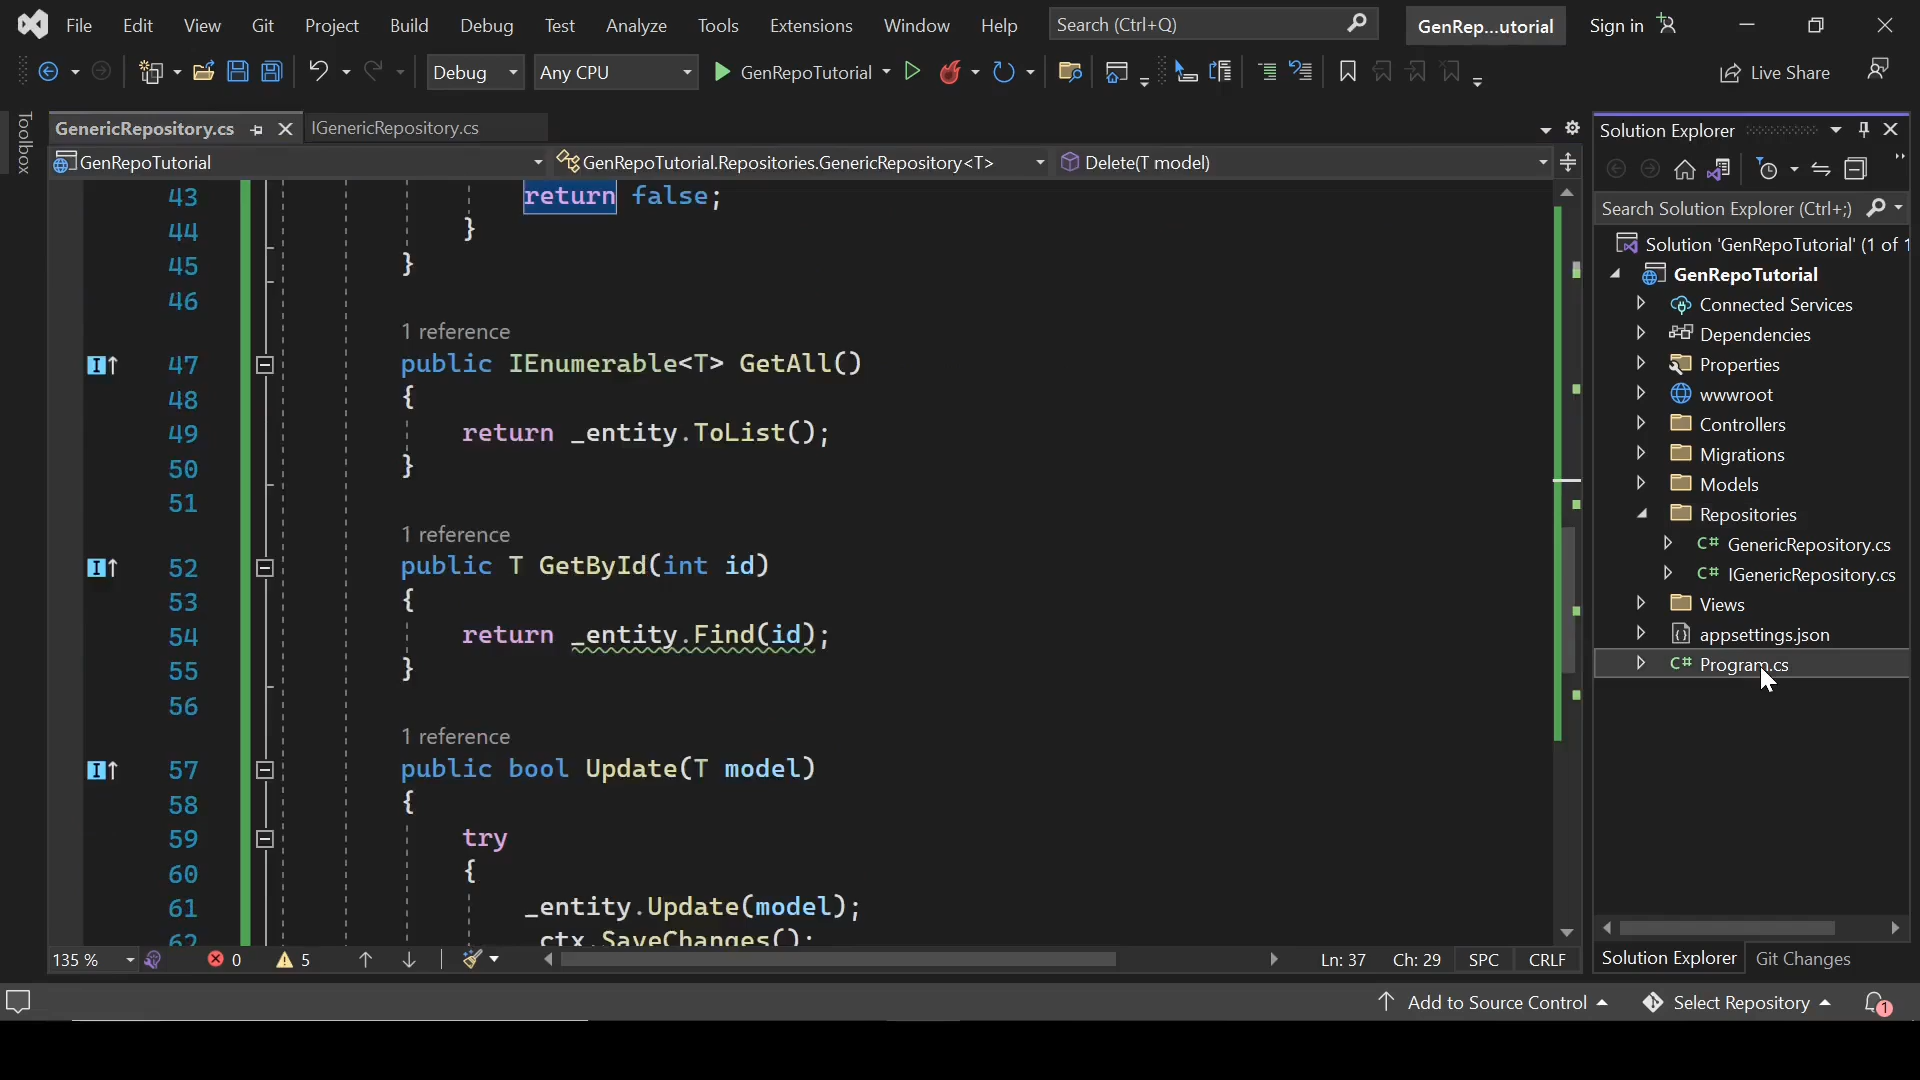 File Edit View Git Project Build Debug Test Analyze Tools Extensions Window Help Search (Ctrl+Q) GenRep...utorial Sign in
Debug Any CPU GenRepoTutorial Live Share
Toolbox
GenericRepository.cs IGenericRepository.cs
GenRepoTutorial GenRepoTutorial.Repositories.GenericRepository<T> Delete(T model)
43 return false;
44 }
45 }
46
1 reference
47 public IEnumerable<T> GetAll()
48 {
49 return _entity.ToList();
50 }
51
1 reference
52 public T GetById(int id)
53 {
54 return _entity.Find(id);
55 }
56
1 reference
57 public bool Update(T model)
58 {
59 try
60 {
61 _entity.Update(model);
62 ctx.SaveChanges();
135 % 0 5 Ln: 37 Ch: 29 SPC CRLF
Solution Explorer
Search Solution Explorer (Ctrl+;)
Solution 'GenRepoTutorial' (1 of 1
GenRepoTutorial
Connected Services
Dependencies
Properties
wwwroot
Controllers
Migrations
Models
Repositories
C# GenericRepository.cs
C# IGenericRepository.cs
Views
appsettings.json
C# Program.cs
Solution Explorer Git Changes
Add to Source Control Select Repository 1